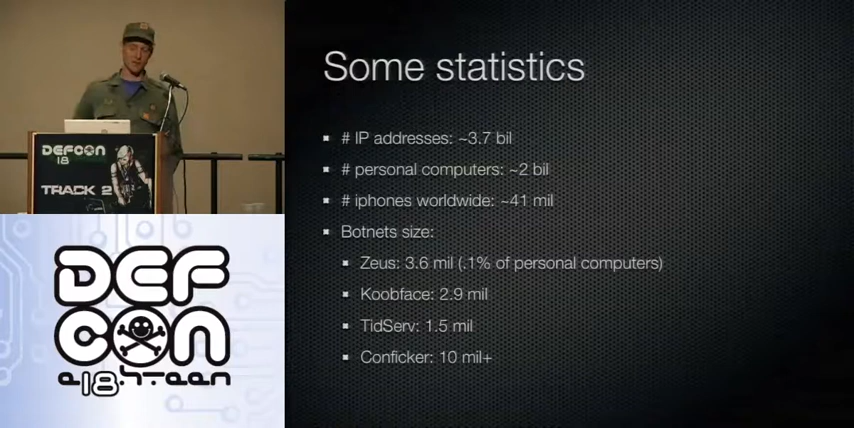 DEFCON
18
TRACK 2
DEF
CON
e18hteen
Some statistics
# IP addresses: ~3.7 bil
# personal computers: ~2 bil
# iphones worldwide: ~41 mil
Botnets size:
Zeus: 3.6 mil (.1% of personal computers)
Koobface: 2.9 mil
TidServ: 1.5 mil
Conficker: 10 mil+